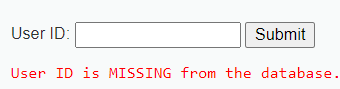 User ID: Submit
User ID is MISSING from the database.